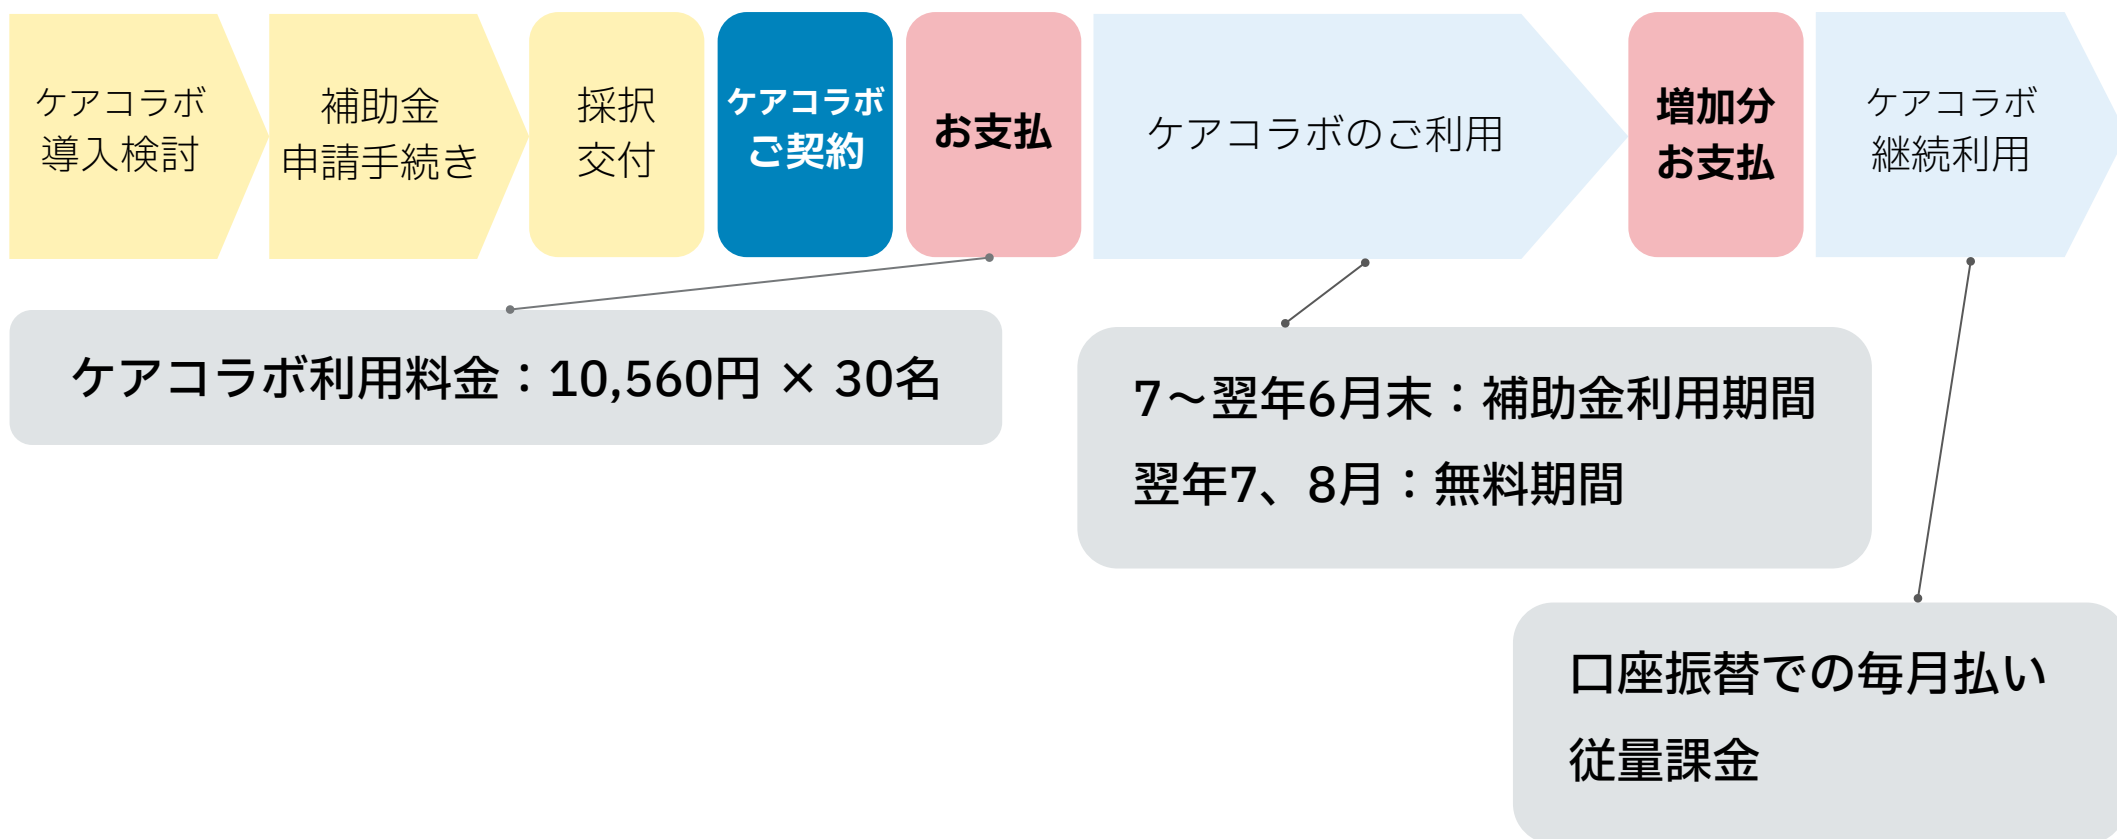 ケアコラボ
導入検討
補助金
申請手続き
採択
交付
ケアコラボ
ご契約
お支払
ケアコラボのご利用
増加分
お支払
ケアコラボ
継続利用
ケアコラボ利用料金：10,560円 × 30名
7〜翌年6月末：補助金利用期間
翌年7、8月：無料期間
口座振替での毎月払い
従量課金